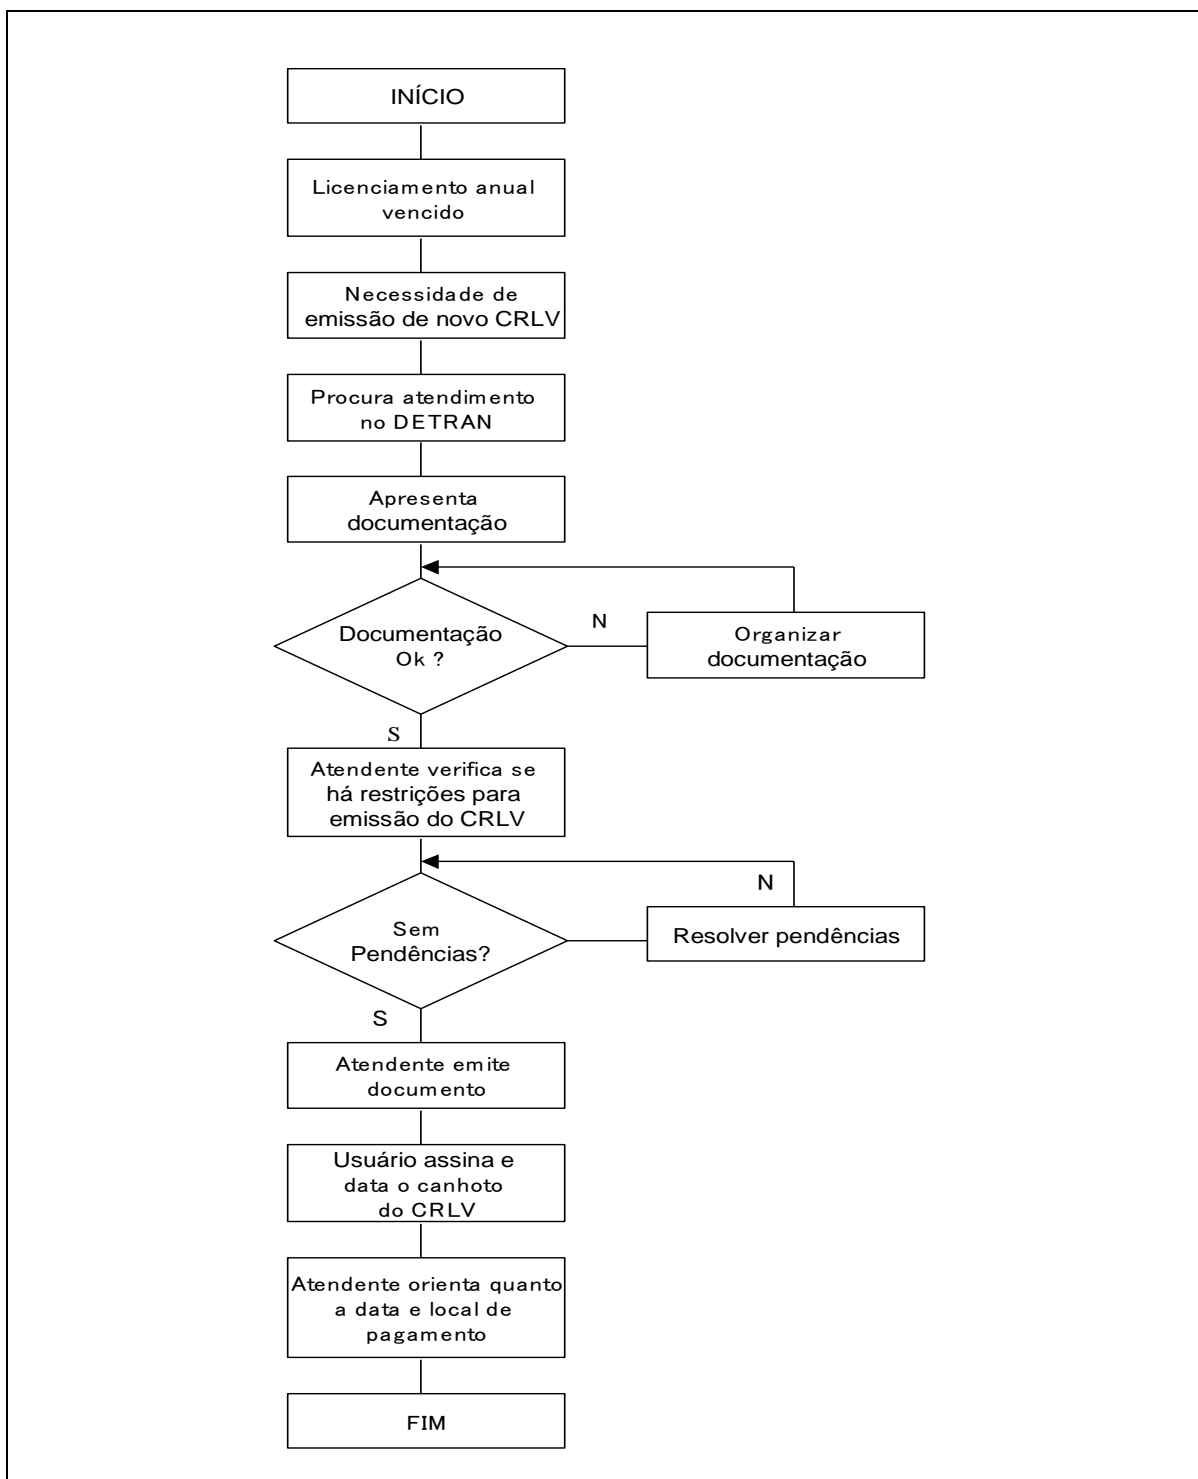 INÍCIO
Licenciamento anual
vencido
Necessidade de
emissão de novo CRLV
Procura atendimento
no DETRAN
Apresenta
documentação
Documentação
Ok ?
N
Organizar
documentação
S
Atendente verifica se
há restrições para
emissão do CRLV
Sem
Pendências?
N
Resolver pendências
S
Atendente emite
documento
Usuário assina e
data o canhoto
do CRLV
Atendente orienta quanto
a data e local de
pagamento
FIM